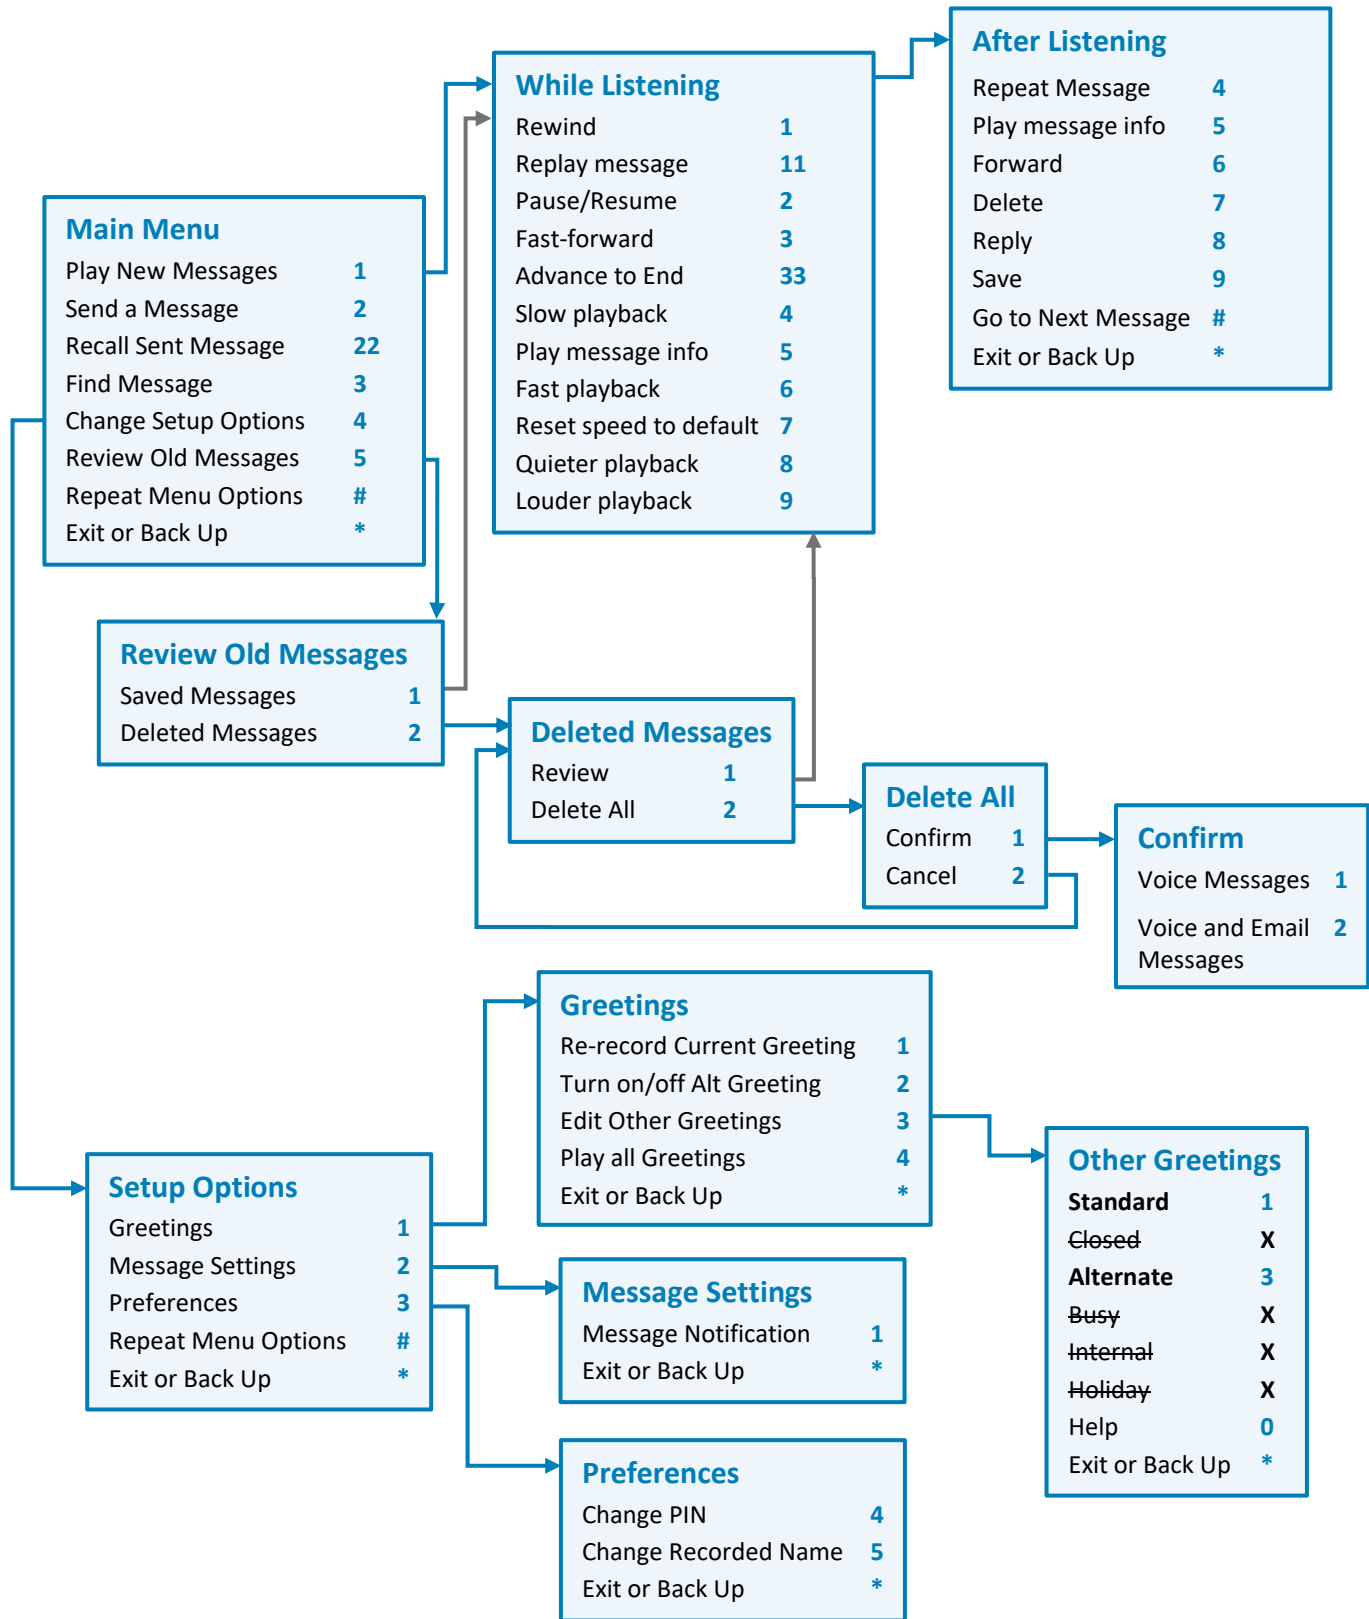 After Listening
Repeat Message 4
Play message info 5
Forward 6
Delete 7
Reply 8
Save 9
Go to Next Message #
Exit or Back Up *
While Listening
Rewind 1
Replay message 11
Pause/Resume 2
Fast-forward 3
Advance to End 33
Slow playback 4
Play message info 5
Fast playback 6
Reset speed to default 7
Quieter playback 8
Louder playback 9
Main Menu
Play New Messages 1
Send a Message 2
Recall Sent Message 22
Find Message 3
Change Setup Options 4
Review Old Messages 5
Repeat Menu Options #
Exit or Back Up *
Review Old Messages
Saved Messages 1
Deleted Messages 2
Deleted Messages
Review 1
Delete All 2
Delete All
Confirm 1
Cancel 2
Confirm
Voice Messages 1
Voice and Email 2
Messages
Greetings
Re-record Current Greeting 1
Turn on/off Alt Greeting 2
Edit Other Greetings 3
Play all Greetings 4
Exit or Back Up *
Other Greetings
Standard 1
Closed X
Alternate 3
Busy X
Internal X
Holiday X
Help 0
Exit or Back Up *
Setup Options
Greetings 1
Message Settings 2
Preferences 3
Repeat Menu Options #
Exit or Back Up *
Message Settings
Message Notification 1
Exit or Back Up *
Preferences
Change PIN 4
Change Recorded Name 5
Exit or Back Up *